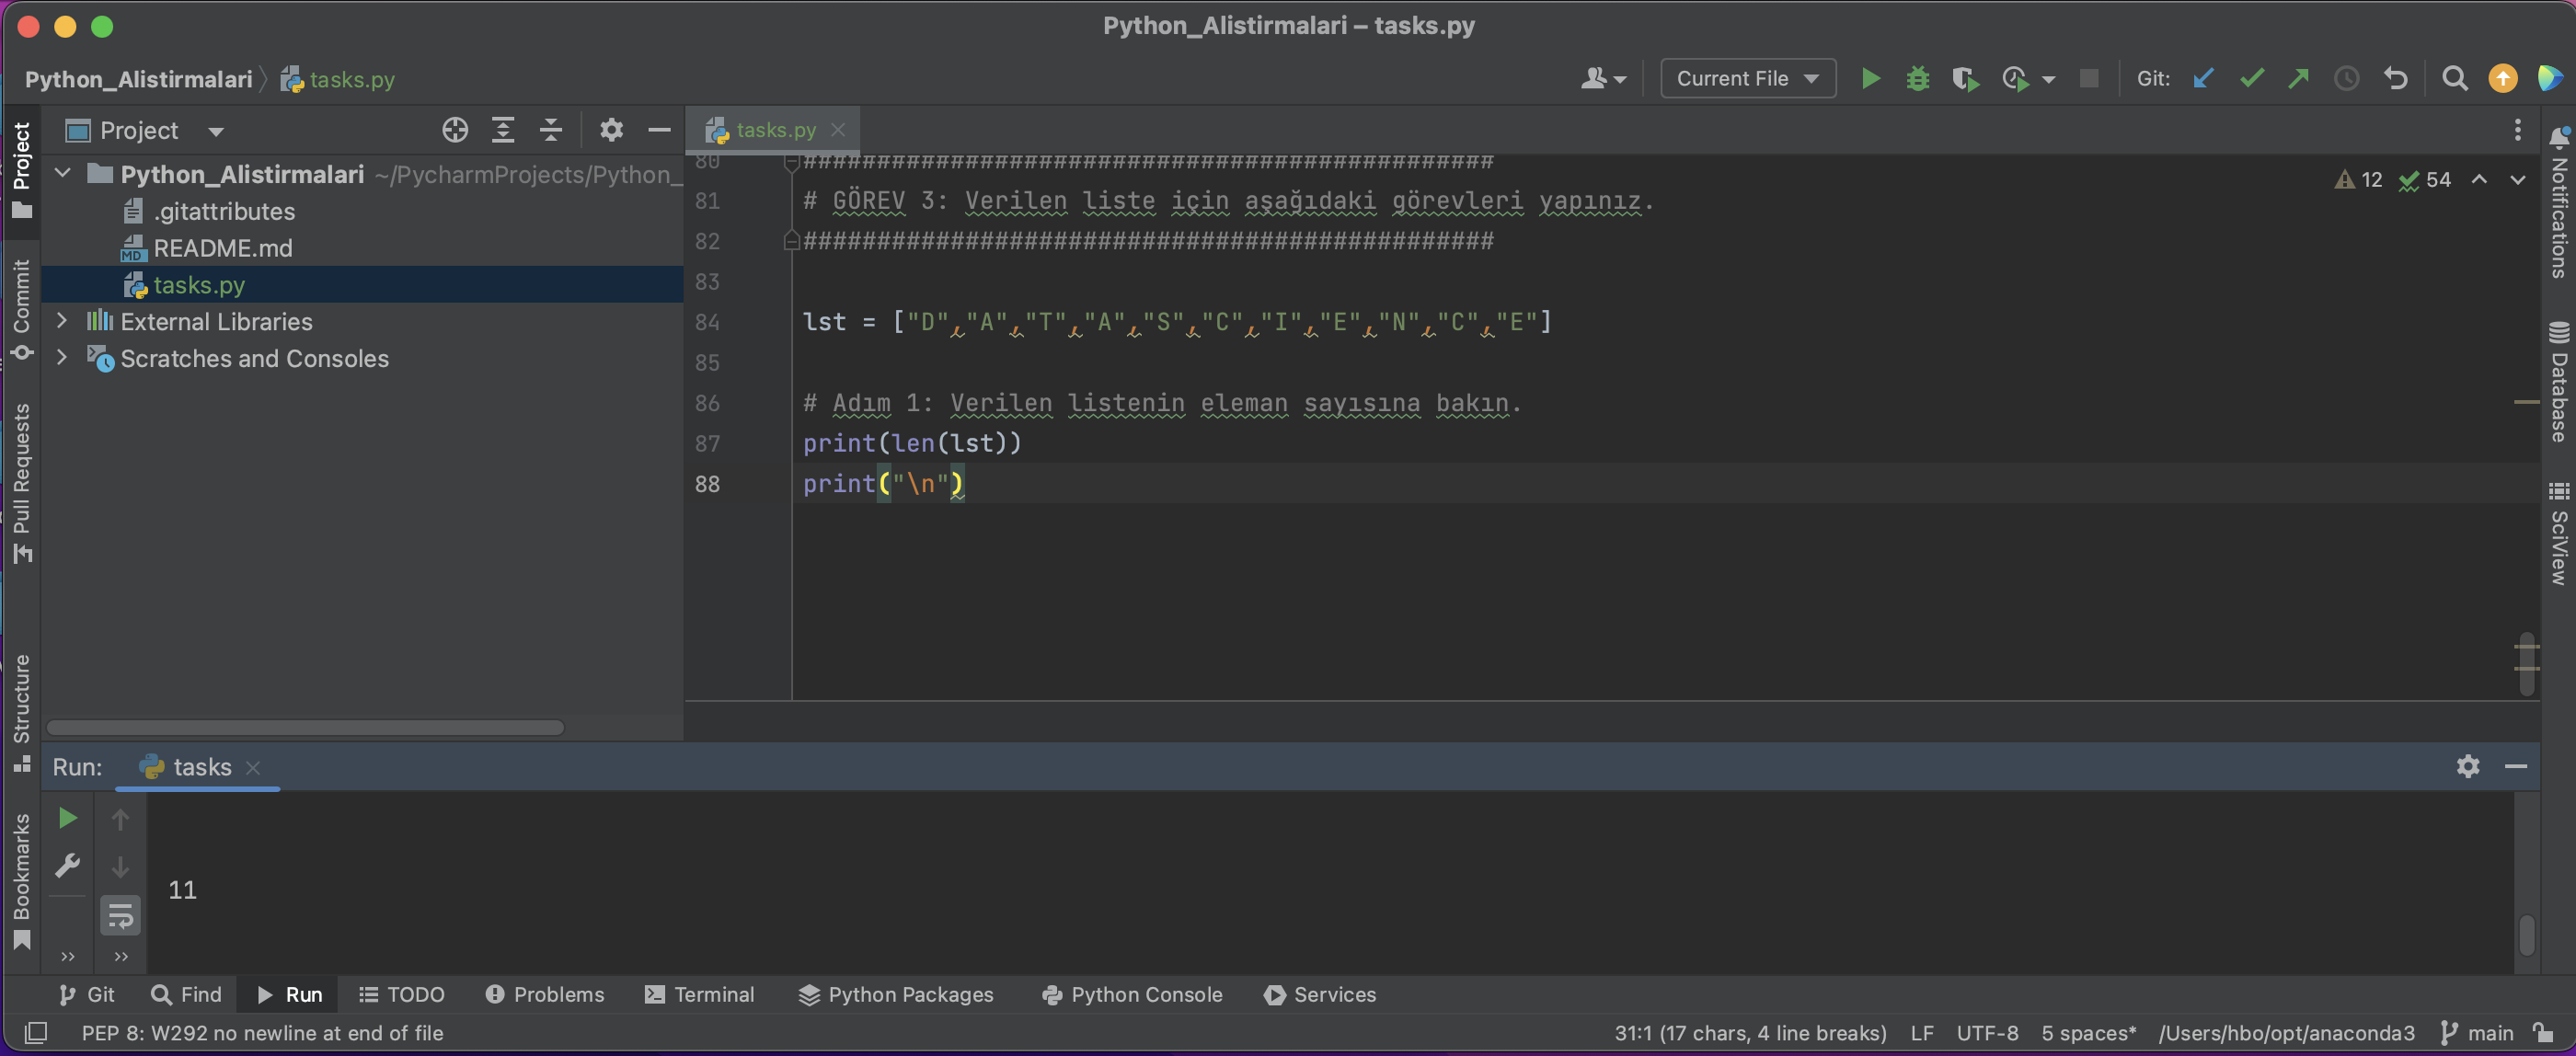 Python_Alistirmalari – tasks.py
Python_Alistirmalari tasks.py
Current File
Git:
Project
Python_Alistirmalari ~/PycharmProjects/Python_
.gitattributes
README.md
tasks.py
External Libraries
Scratches and Consoles
Project
Commit
Pull Requests
Structure
Bookmarks
tasks.py
12 54
80 ###############################################
81 # GÖREV 3: Verilen liste için aşağıdaki görevleri yapınız.
82 ###############################################
83
84 lst = ["D","A","T","A","S","C","I","E","N","C","E"]
85
86 # Adım 1: Verilen listenin eleman sayısına bakın.
87 print(len(lst))
88 print("\n")
Notifications
Database
SciView
Run: tasks
11
Git Find Run TODO Problems Terminal Python Packages Python Console Services
PEP 8: W292 no newline at end of file 31:1 (17 chars, 4 line breaks) LF UTF-8 5 spaces* /Users/hbo/opt/anaconda3 main